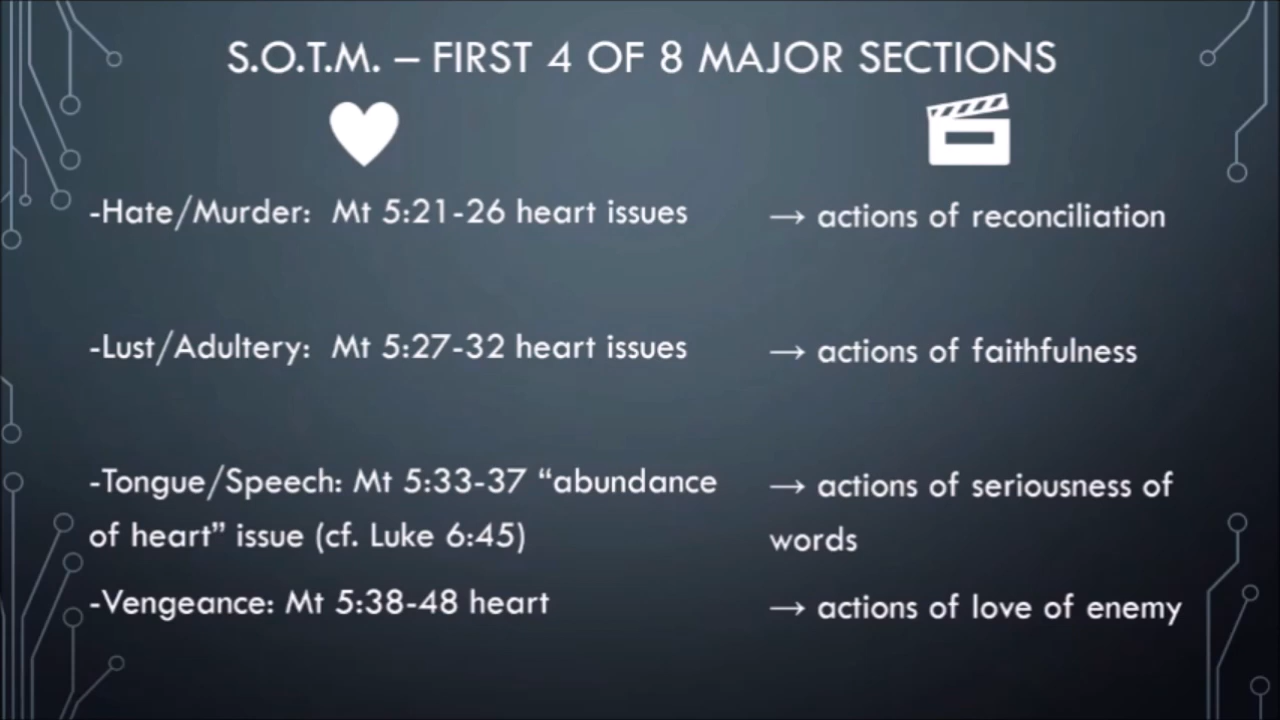 S.O.T.M. – FIRST 4 OF 8 MAJOR SECTIONS
-Hate/Murder: Mt 5:21-26 heart issues
→ actions of reconciliation
-Lust/Adultery: Mt 5:27-32 heart issues
→ actions of faithfulness
-Tongue/Speech: Mt 5:33-37 “abundance
of heart” issue (cf. Luke 6:45)
→ actions of seriousness of
words
-Vengeance: Mt 5:38-48 heart
→ actions of love of enemy